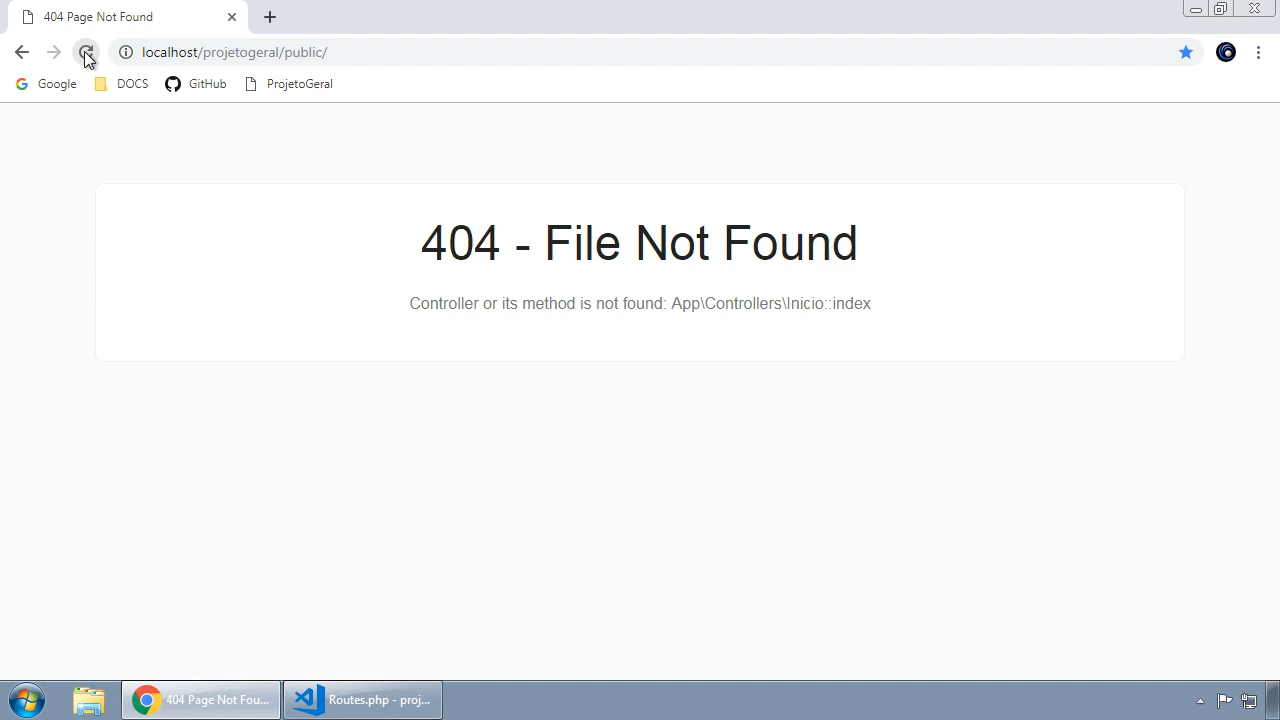 404 Page Not Found
localhost/projetogeral/public/
Google DOCS GitHub ProjetoGeral
404 - File Not Found
Controller or its method is not found: App\Controllers\Inicio::index
404 Page Not Fou... Routes.php - proj...